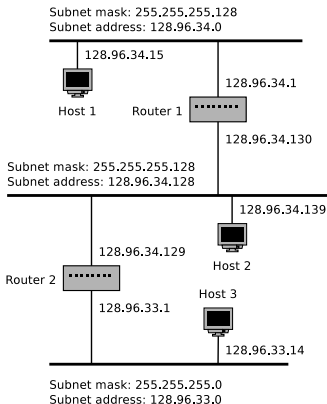 Subnet mask: 255.255.255.128
Subnet address: 128.96.34.0
128.96.34.15
128.96.34.1
Host 1
Router 1
128.96.34.130
Subnet mask: 255.255.255.128
Subnet address: 128.96.34.128
128.96.34.139
128.96.34.129
Host 2
Router 2
Host 3
128.96.33.1
128.96.33.14
Subnet mask: 255.255.255.0
Subnet address: 128.96.33.0